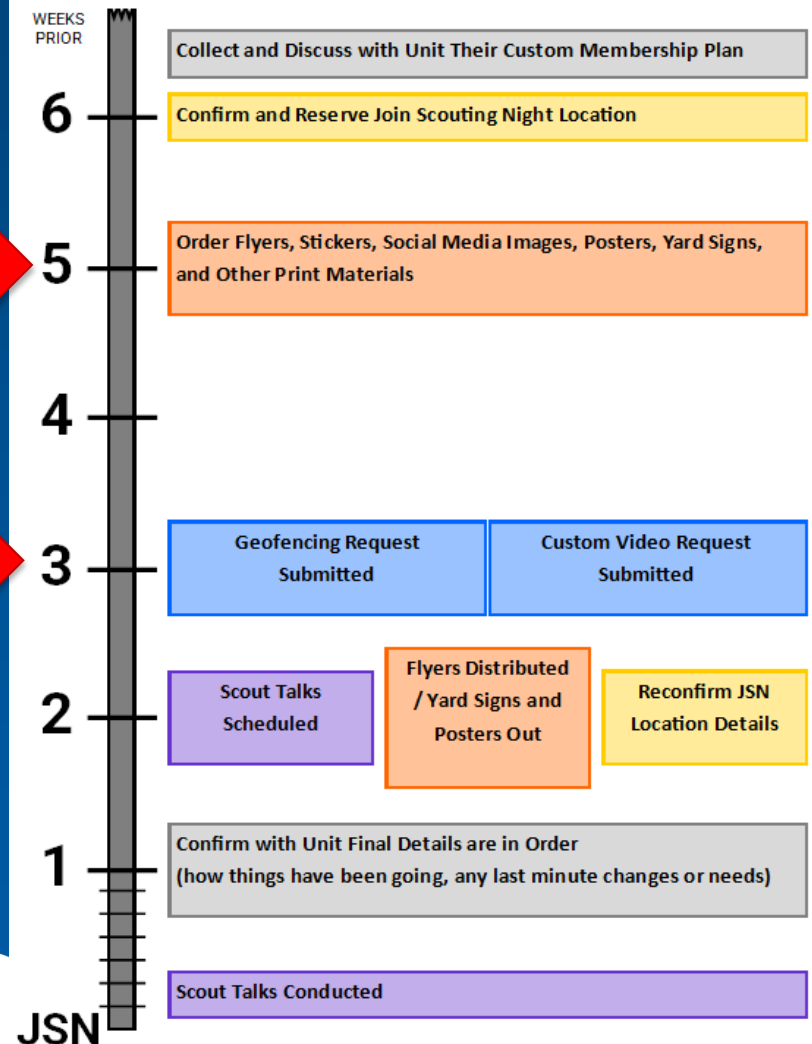 WEEKS
PRIOR
Collect and Discuss with Unit Their Custom Membership Plan
6
Confirm and Reserve Join Scouting Night Location
5
Order Flyers, Stickers, Social Media Images, Posters, Yard Signs,
and Other Print Materials
4
3
Geofencing Request
Submitted
Custom Video Request
Submitted
2
Scout Talks
Scheduled
Flyers Distributed
/ Yard Signs and
Posters Out
Reconfirm JSN
Location Details
1
Confirm with Unit Final Details are in Order
(how things have been going, any last minute changes or needs)
Scout Talks Conducted
JSN